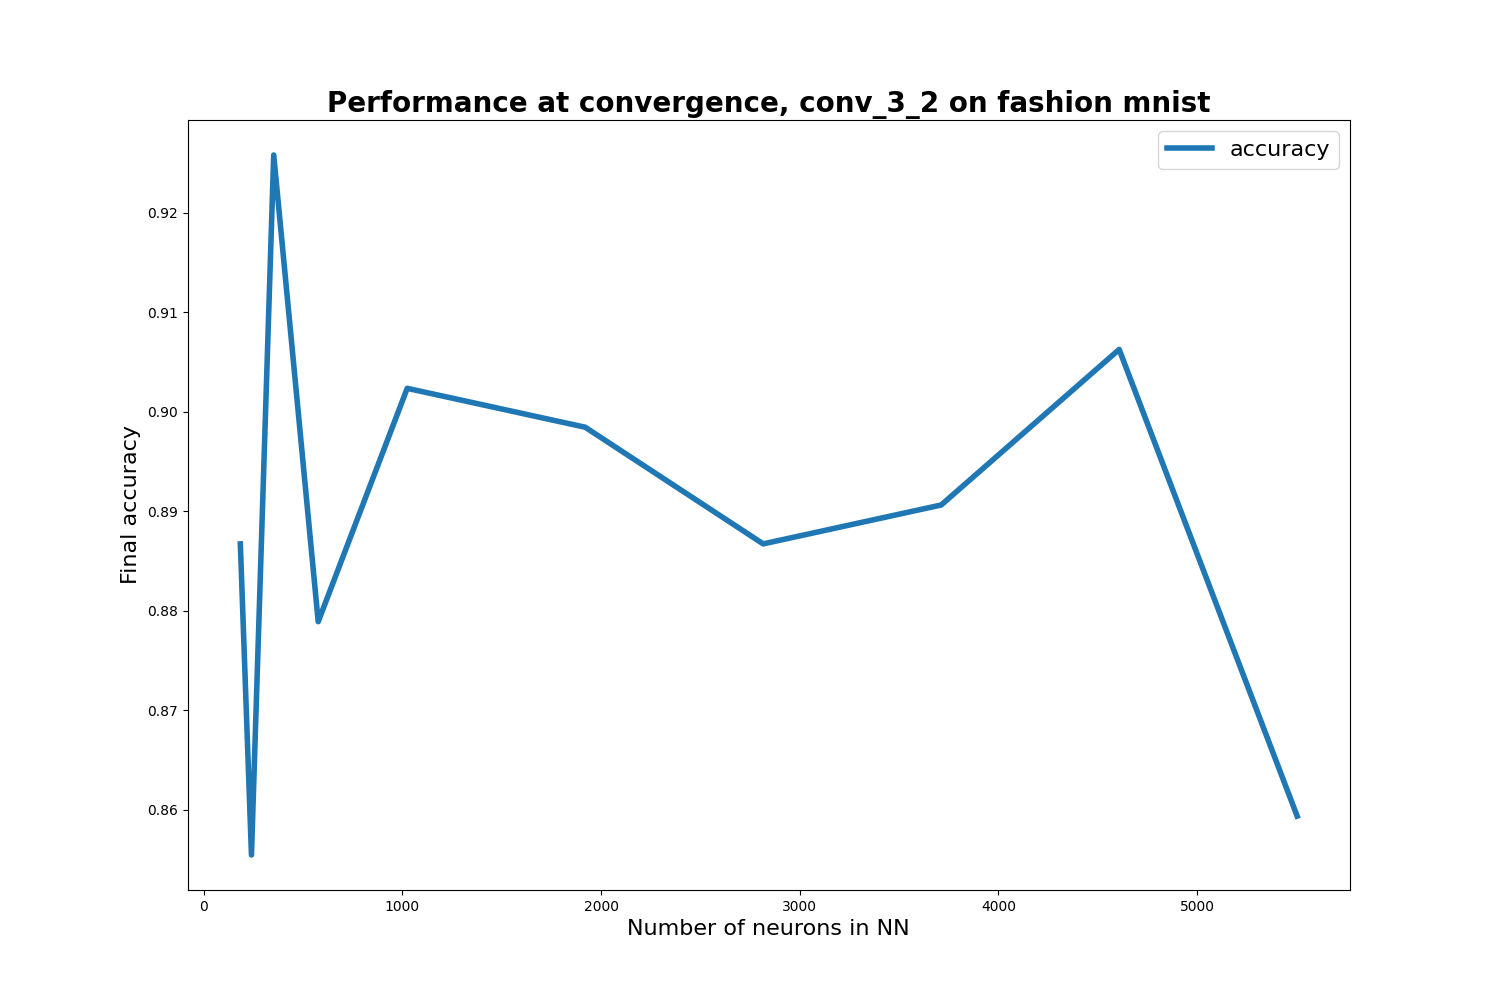 Performance at convergence, conv_3_2 on fashion mnist
accuracy
0.92
0.91
0.90
0.89
0.88
0.87
0.86
Final accuracy
0 1000 2000 3000 4000 5000
Number of neurons in NN